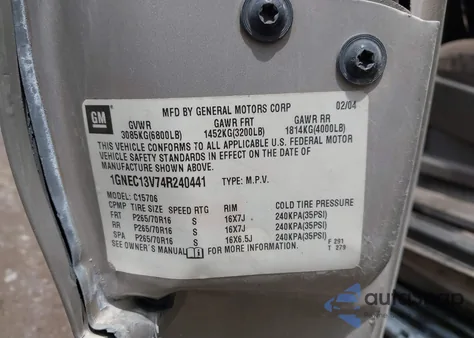 GM
MFD BY GENERAL MOTORS CORP 02/04
GVWR GAWR FRT GAWR RR
3085KG(6800LB) 1452KG(3200LB) 1814KG(4000LB)
THIS VEHICLE CONFORMS TO ALL APPLICABLE U.S. FEDERAL MOTOR
VEHICLE SAFETY STANDARDS IN EFFECT ON THE DATE OF
MANUFACTURE SHOWN ABOVE.
1GNEC13V74R240441 TYPE: M.P.V.
MODEL: C15706
CPMP TIRE SIZE SPEED RTG RIM COLD TIRE PRESSURE
FRT P265/70R16 S 16X7J 240KPA(35PSI)
RR P265/70R16 S 16X7J 240KPA(35PSI)
SPA P265/70R16 S 16X6.5J 240KPA(35PSI)
SEE OWNER'S MANUAL FOR MORE INFORMATION.
F 291
T 279